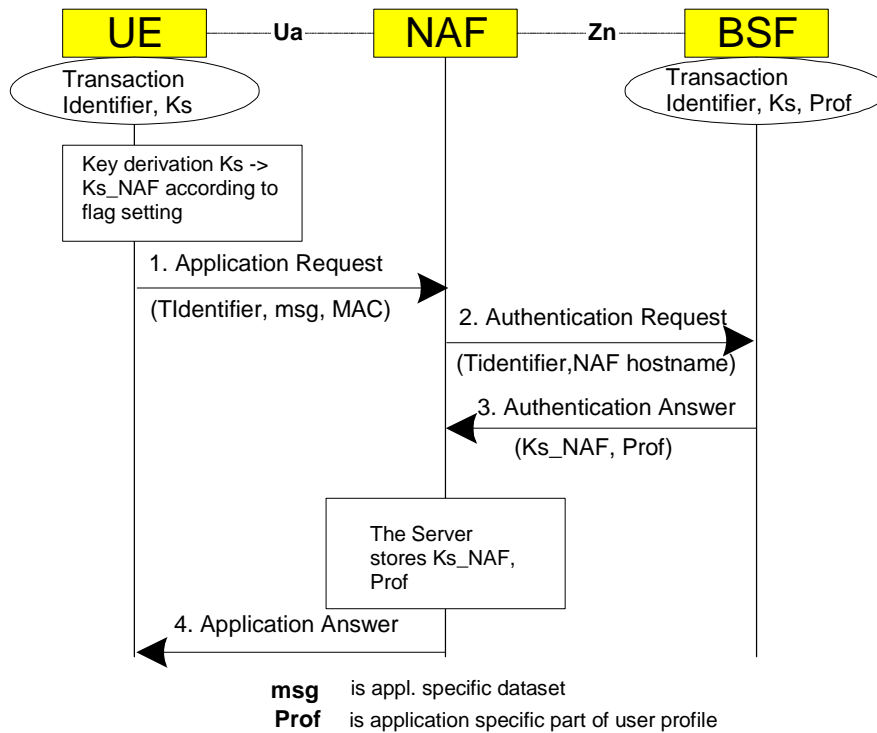 UE Ua NAF Zn BSF
Transaction
Identifier, Ks
Transaction
Identifier, Ks, Prof
Key derivation Ks ->
Ks_NAF according to
flag setting
1. Application Request
(TIdentifier, msg, MAC)
2. Authentication Request
(Tidentifier,NAF hostname)
3. Authentication Answer
(Ks_NAF, Prof)
The Server
stores Ks_NAF,
Prof
4. Application Answer
msg is appl. specific dataset
Prof is application specific part of user profile